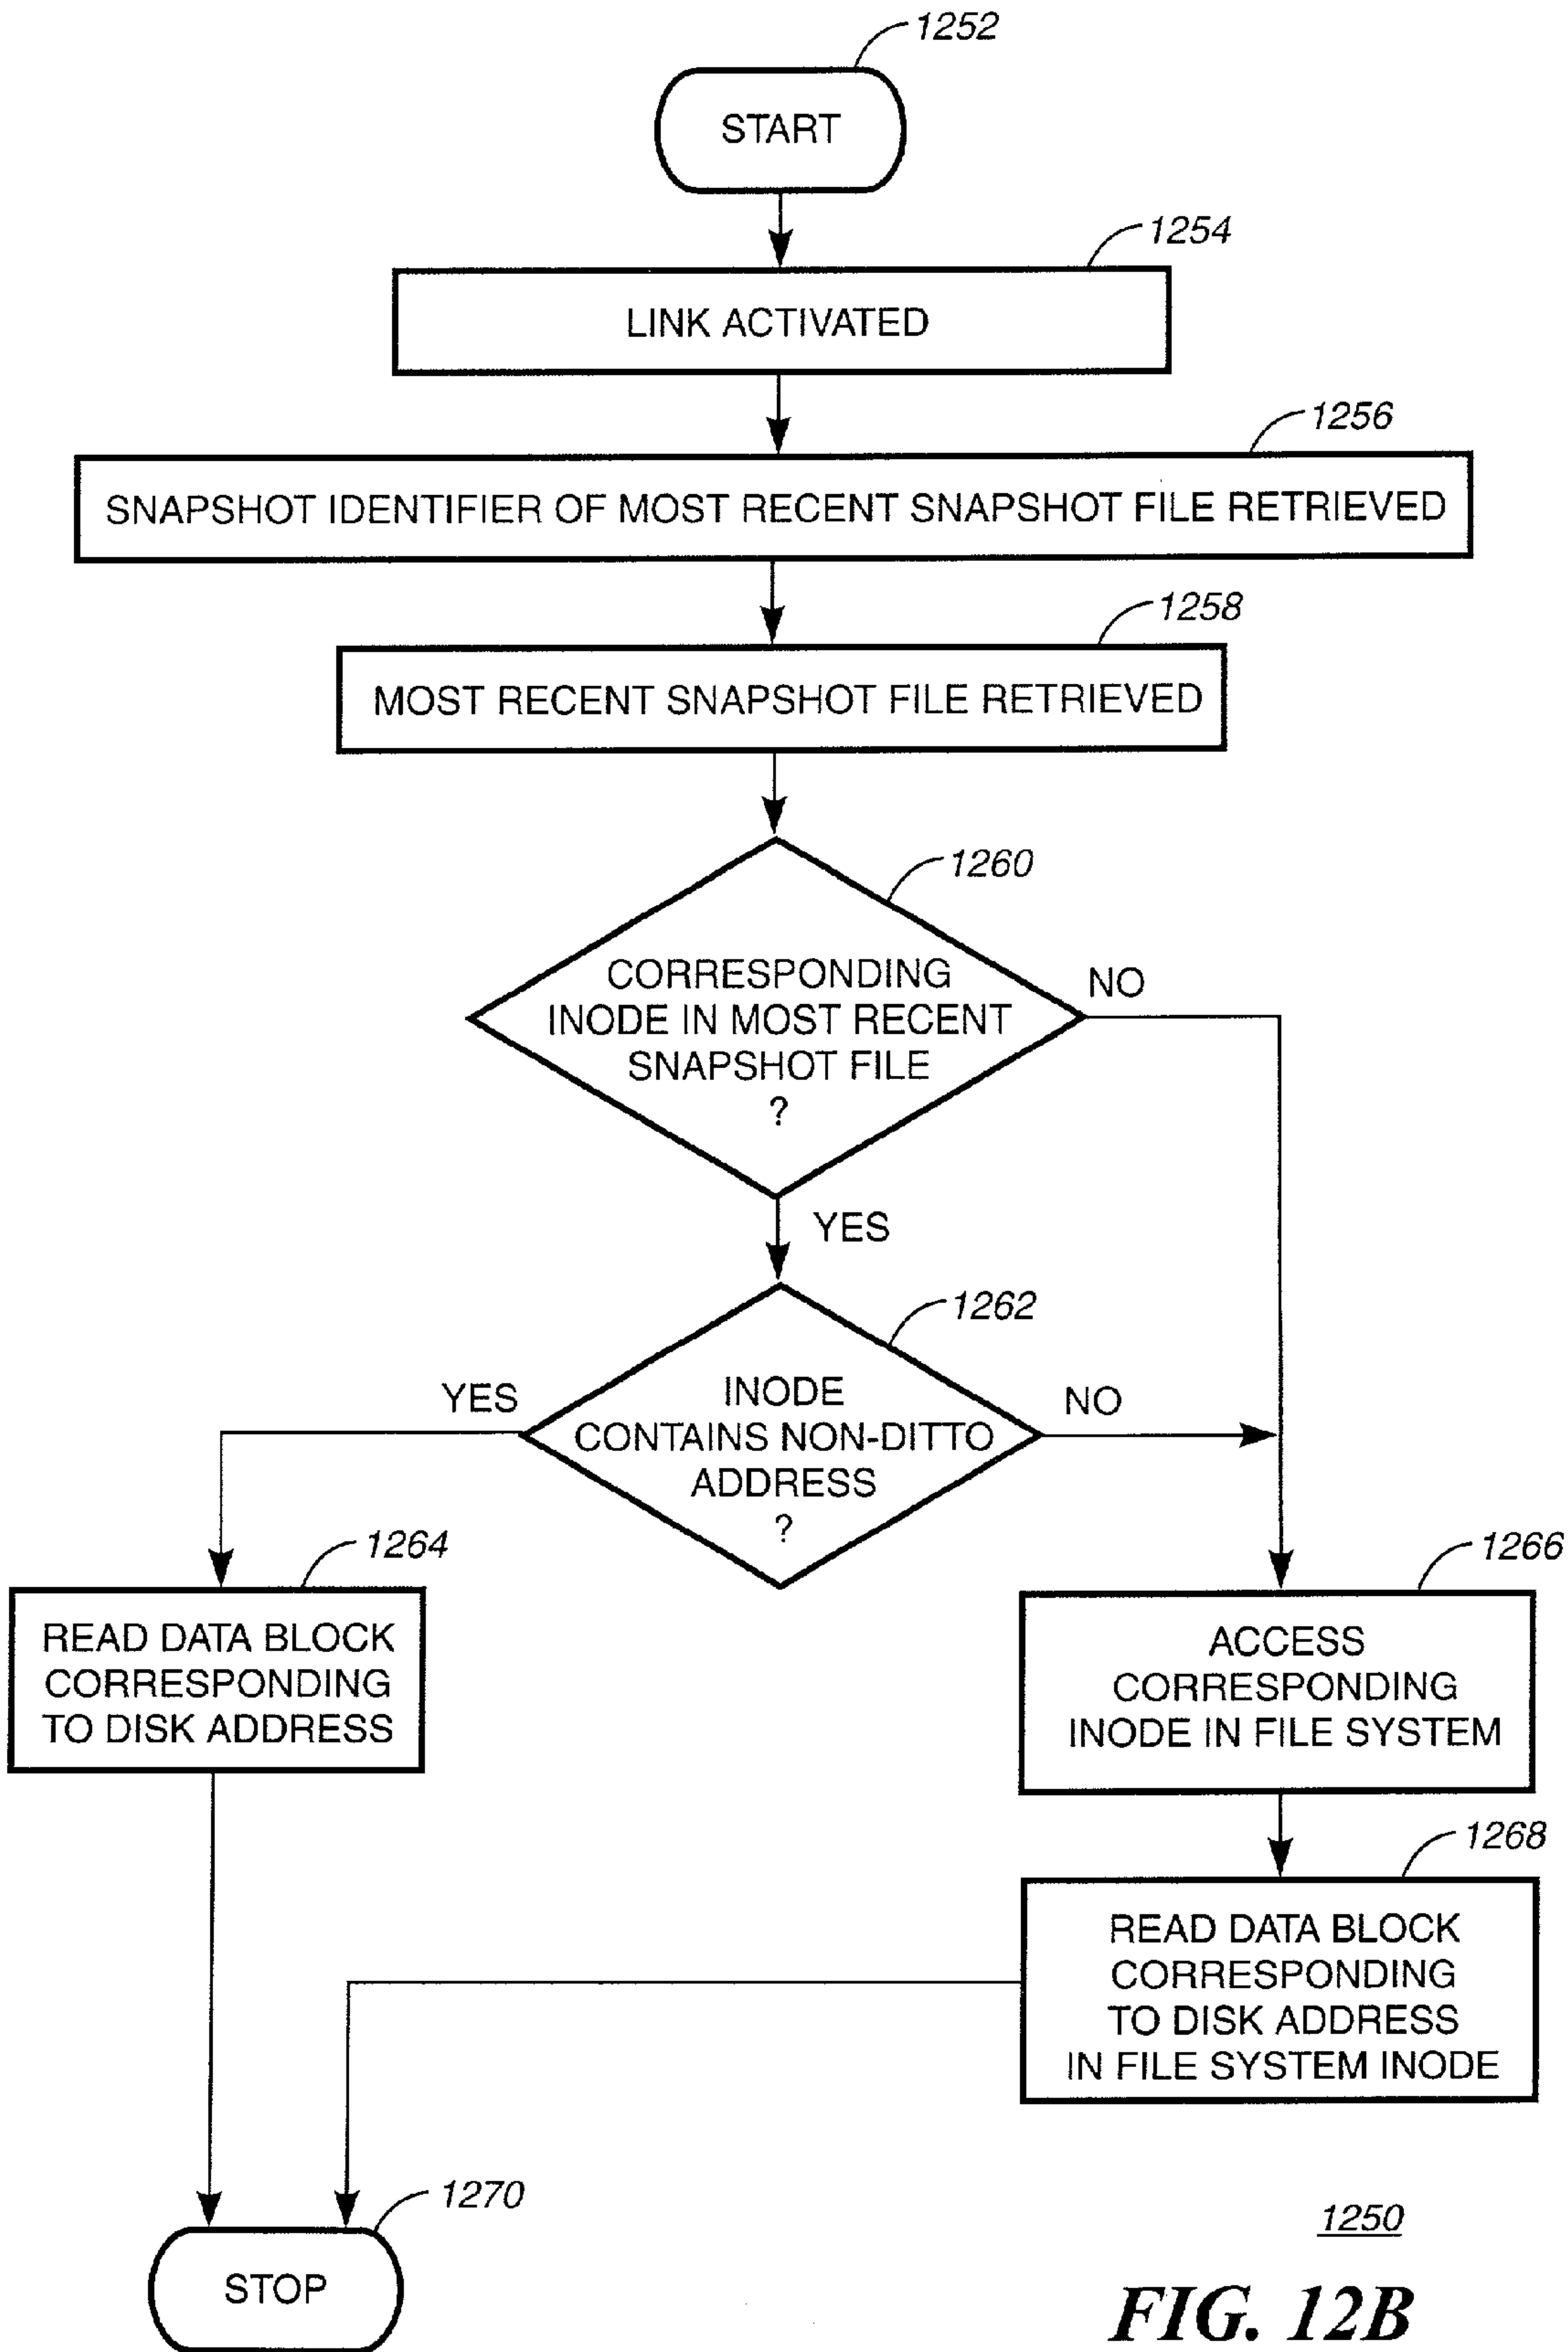 1252
START
1254
LINK ACTIVATED
1256
SNAPSHOT IDENTIFIER OF MOST RECENT SNAPSHOT FILE RETRIEVED
1258
MOST RECENT SNAPSHOT FILE RETRIEVED
1260
CORRESPONDING
INODE IN MOST RECENT
SNAPSHOT FILE
?
NO
YES
1262
INODE
CONTAINS NON-DITTO
ADDRESS
?
YES
NO
1264
READ DATA BLOCK
CORRESPONDING
TO DISK ADDRESS
1266
ACCESS
CORRESPONDING
INODE IN FILE SYSTEM
1268
READ DATA BLOCK
CORRESPONDING
TO DISK ADDRESS
IN FILE SYSTEM INODE
1270
STOP
1250
FIG. 12B